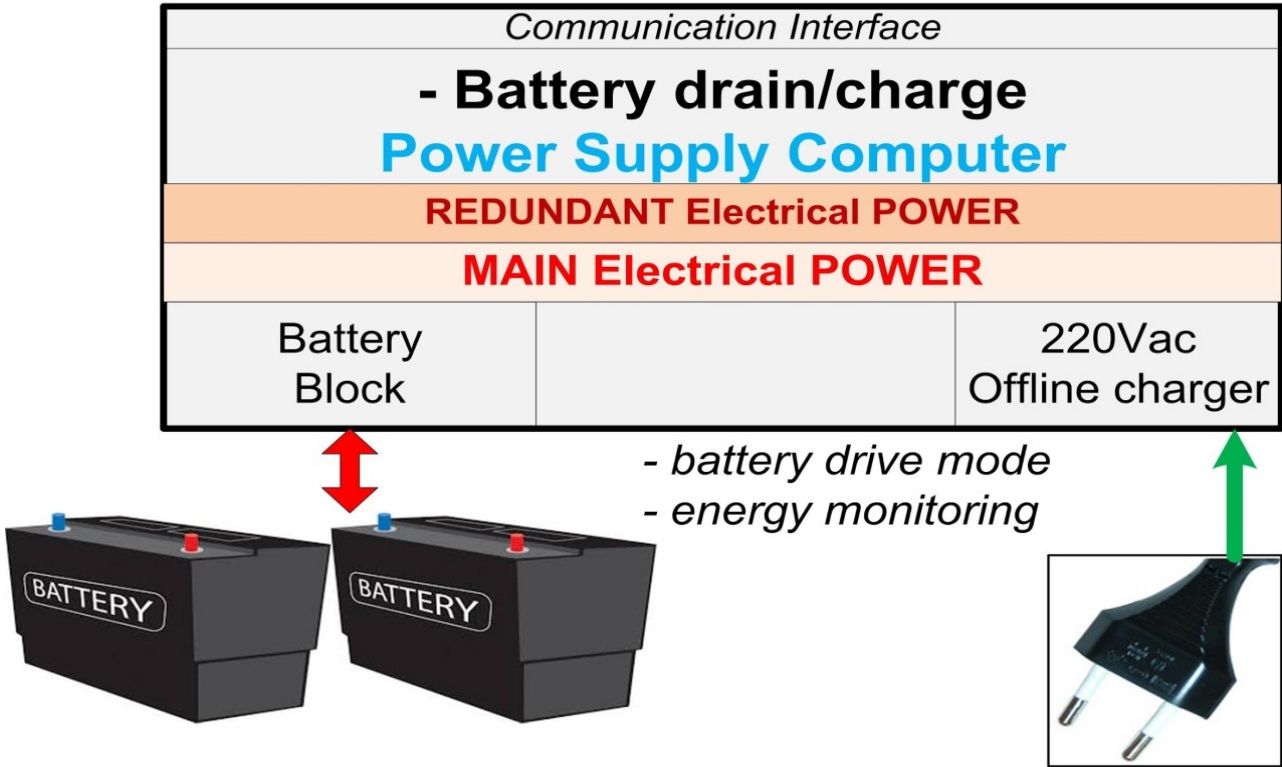 Communication Interface
- Battery drain/charge
Power Supply Computer
REDUNDANT Electrical POWER
MAIN Electrical POWER
Battery
Block
220Vac
Offline charger
- battery drive mode
- energy monitoring
BATTERY
BATTERY